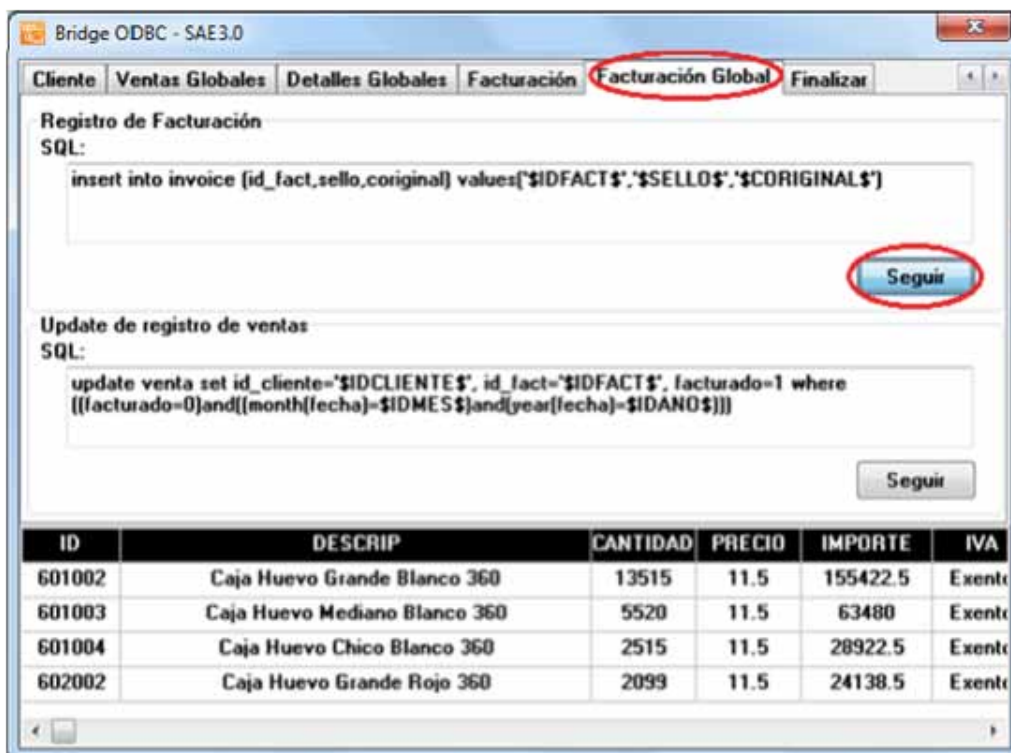 Bridge ODBC - SAE3.0
Cliente Ventas Globales Detalles Globales Facturación Facturación Global Finalizar
Registro de Facturación
SQL:
insert into invoice (id_fact,sello,coriginal) values('$IDFACT$','$SELLO$','$CORIGINAL$')
Seguir
Update de registro de ventas
SQL:
update venta set id_cliente='$IDCLIENTE$', id_fact='$IDFACT$', facturado=1 where
((facturado=0)and((month(fecha)=$IDMES$)and(year(fecha)=$IDANO$)))
Seguir
ID DESCRIP CANTIDAD PRECIO IMPORTE IVA
601002 Caja Huevo Grande Blanco 360 13515 11.5 155422.5 Exento
601003 Caja Huevo Mediano Blanco 360 5520 11.5 63480 Exento
601004 Caja Huevo Chico Blanco 360 2515 11.5 28922.5 Exento
602002 Caja Huevo Grande Rojo 360 2099 11.5 24138.5 Exento